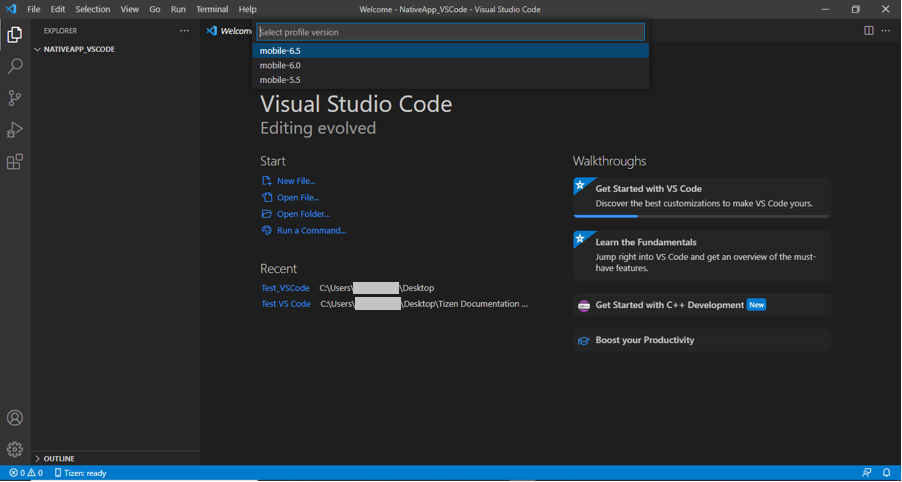 File Edit Selection View Go Run Terminal Help
Welcome - NativeApp_VSCode - Visual Studio Code
EXPLORER
Welcome
Select profile version
NATIVEAPP_VSCODE
mobile-6.5
mobile-6.0
mobile-5.5
Visual Studio Code
Editing evolved
Start
New File...
Open File...
Open Folder...
Run a Command...
Recent
Test_VSCode C:\Users\ \Desktop
Test VS Code C:\Users\ \Desktop\Tizen Documentation ...
Walkthroughs
Get Started with VS Code
Discover the best customizations to make VS Code yours.
Learn the Fundamentals
Jump right into VS Code and get an overview of the must-
have features.
Get Started with C++ Development New
Boost your Productivity
OUTLINE
0 0 Tizen: ready